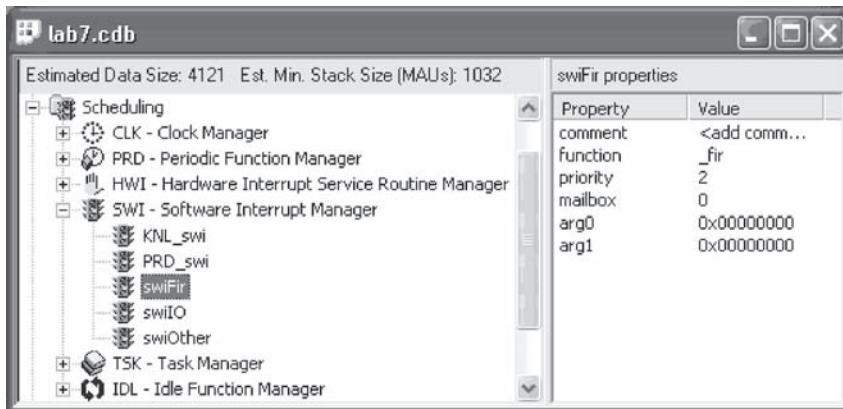 lab7.cdb
Estimated Data Size: 4121 Est. Min. Stack Size (MAUs): 1032
Scheduling
CLK - Clock Manager
PRD - Periodic Function Manager
HWI - Hardware Interrupt Service Routine Manager
SWI - Software Interrupt Manager
KNL_swi
PRD_swi
swiFir
swiIO
swiOther
TSK - Task Manager
IDL - Idle Function Manager
swiFir properties
Property Value
comment <add comm...
function _fir
priority 2
mailbox 0
arg0 0x00000000
arg1 0x00000000